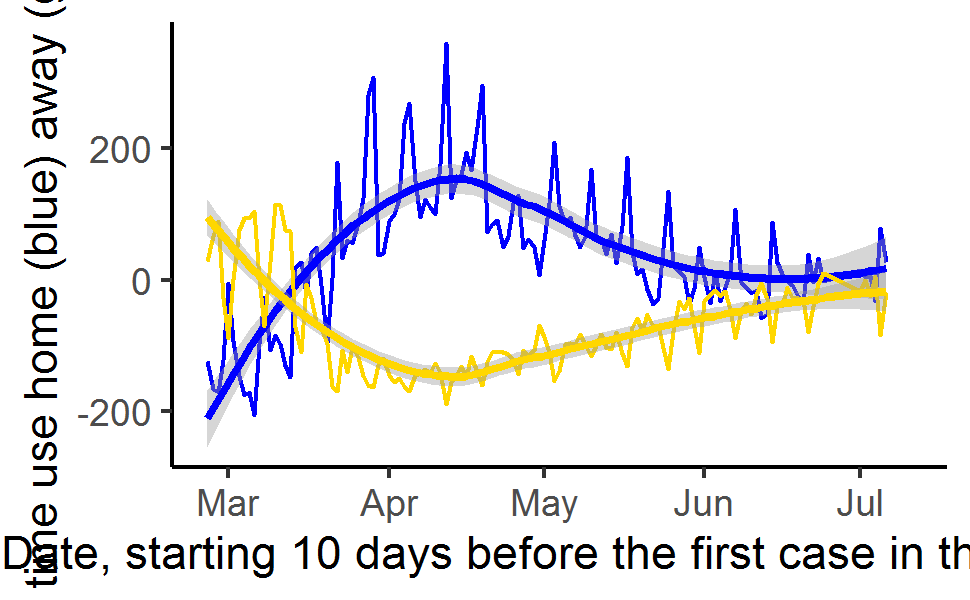 time use home (blue) away (
200
0
-200
Mar Apr May Jun Jul
Date, starting 10 days before the first case in th